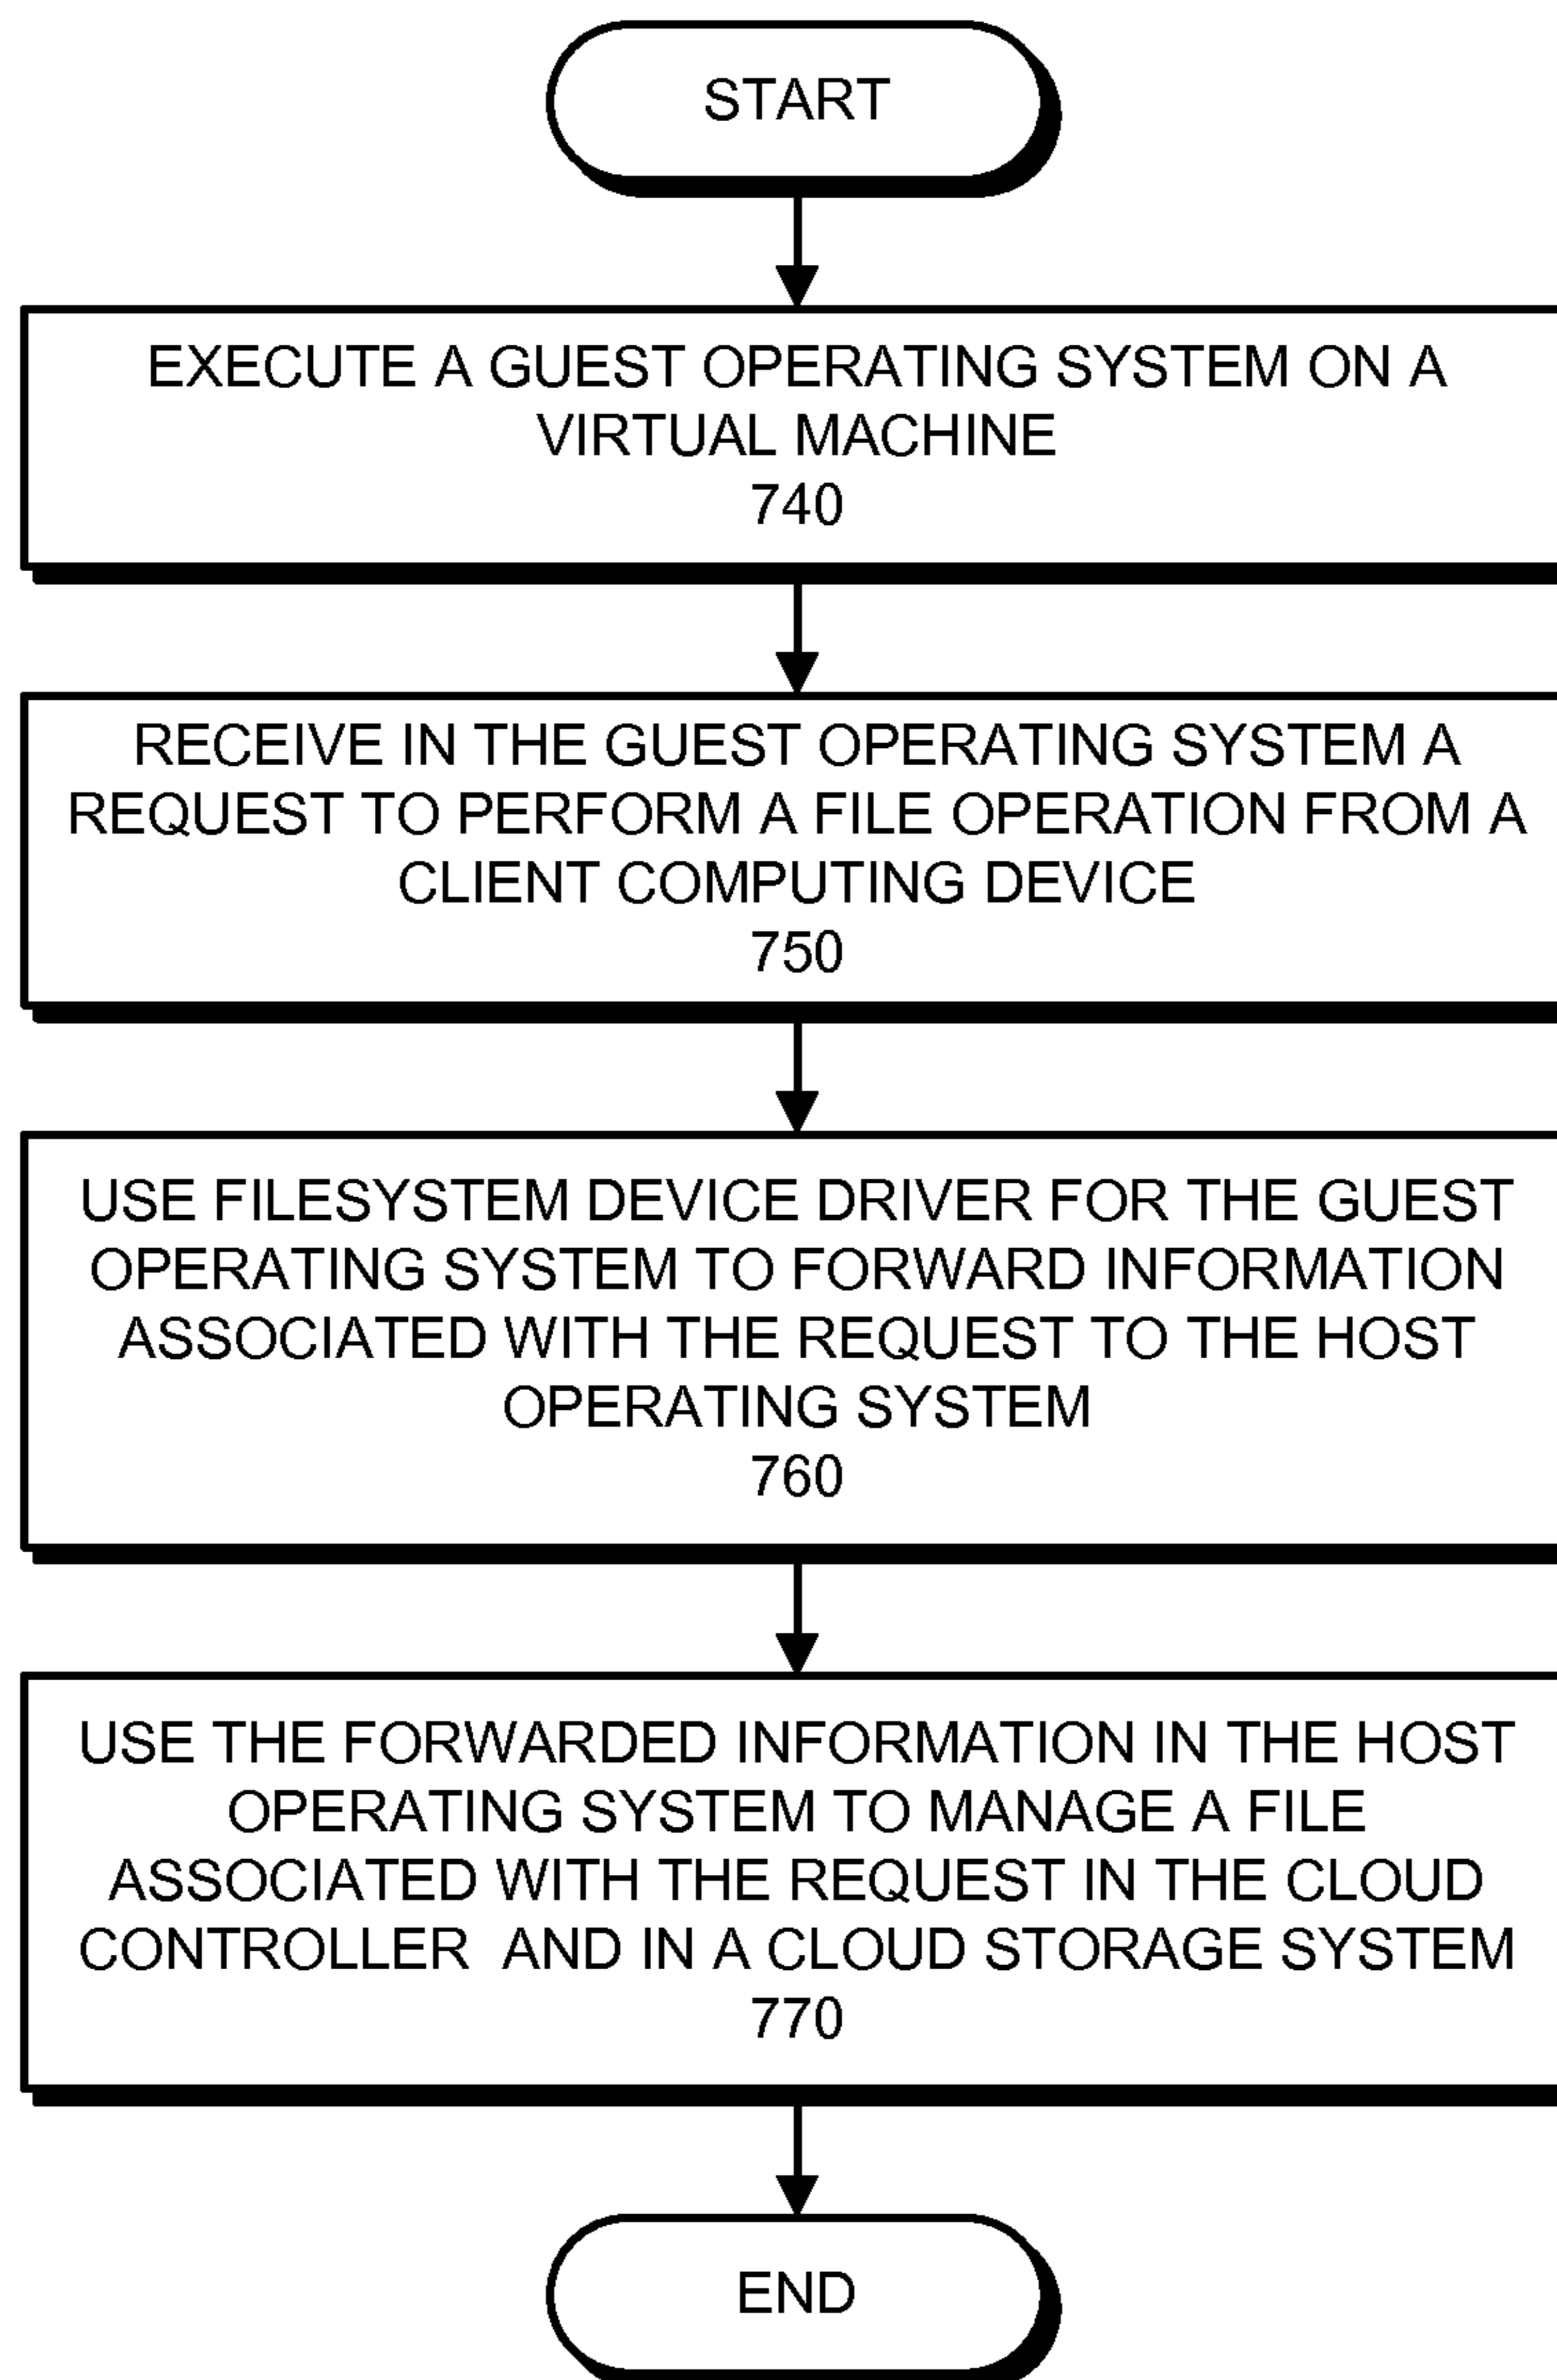 START
EXECUTE A GUEST OPERATING SYSTEM ON A
VIRTUAL MACHINE
740
RECEIVE IN THE GUEST OPERATING SYSTEM A
REQUEST TO PERFORM A FILE OPERATION FROM A
CLIENT COMPUTING DEVICE
750
USE FILESYSTEM DEVICE DRIVER FOR THE GUEST
OPERATING SYSTEM TO FORWARD INFORMATION
ASSOCIATED WITH THE REQUEST TO THE HOST
OPERATING SYSTEM
760
USE THE FORWARDED INFORMATION IN THE HOST
OPERATING SYSTEM TO MANAGE A FILE
ASSOCIATED WITH THE REQUEST IN THE CLOUD
CONTROLLER AND IN A CLOUD STORAGE SYSTEM
770
END